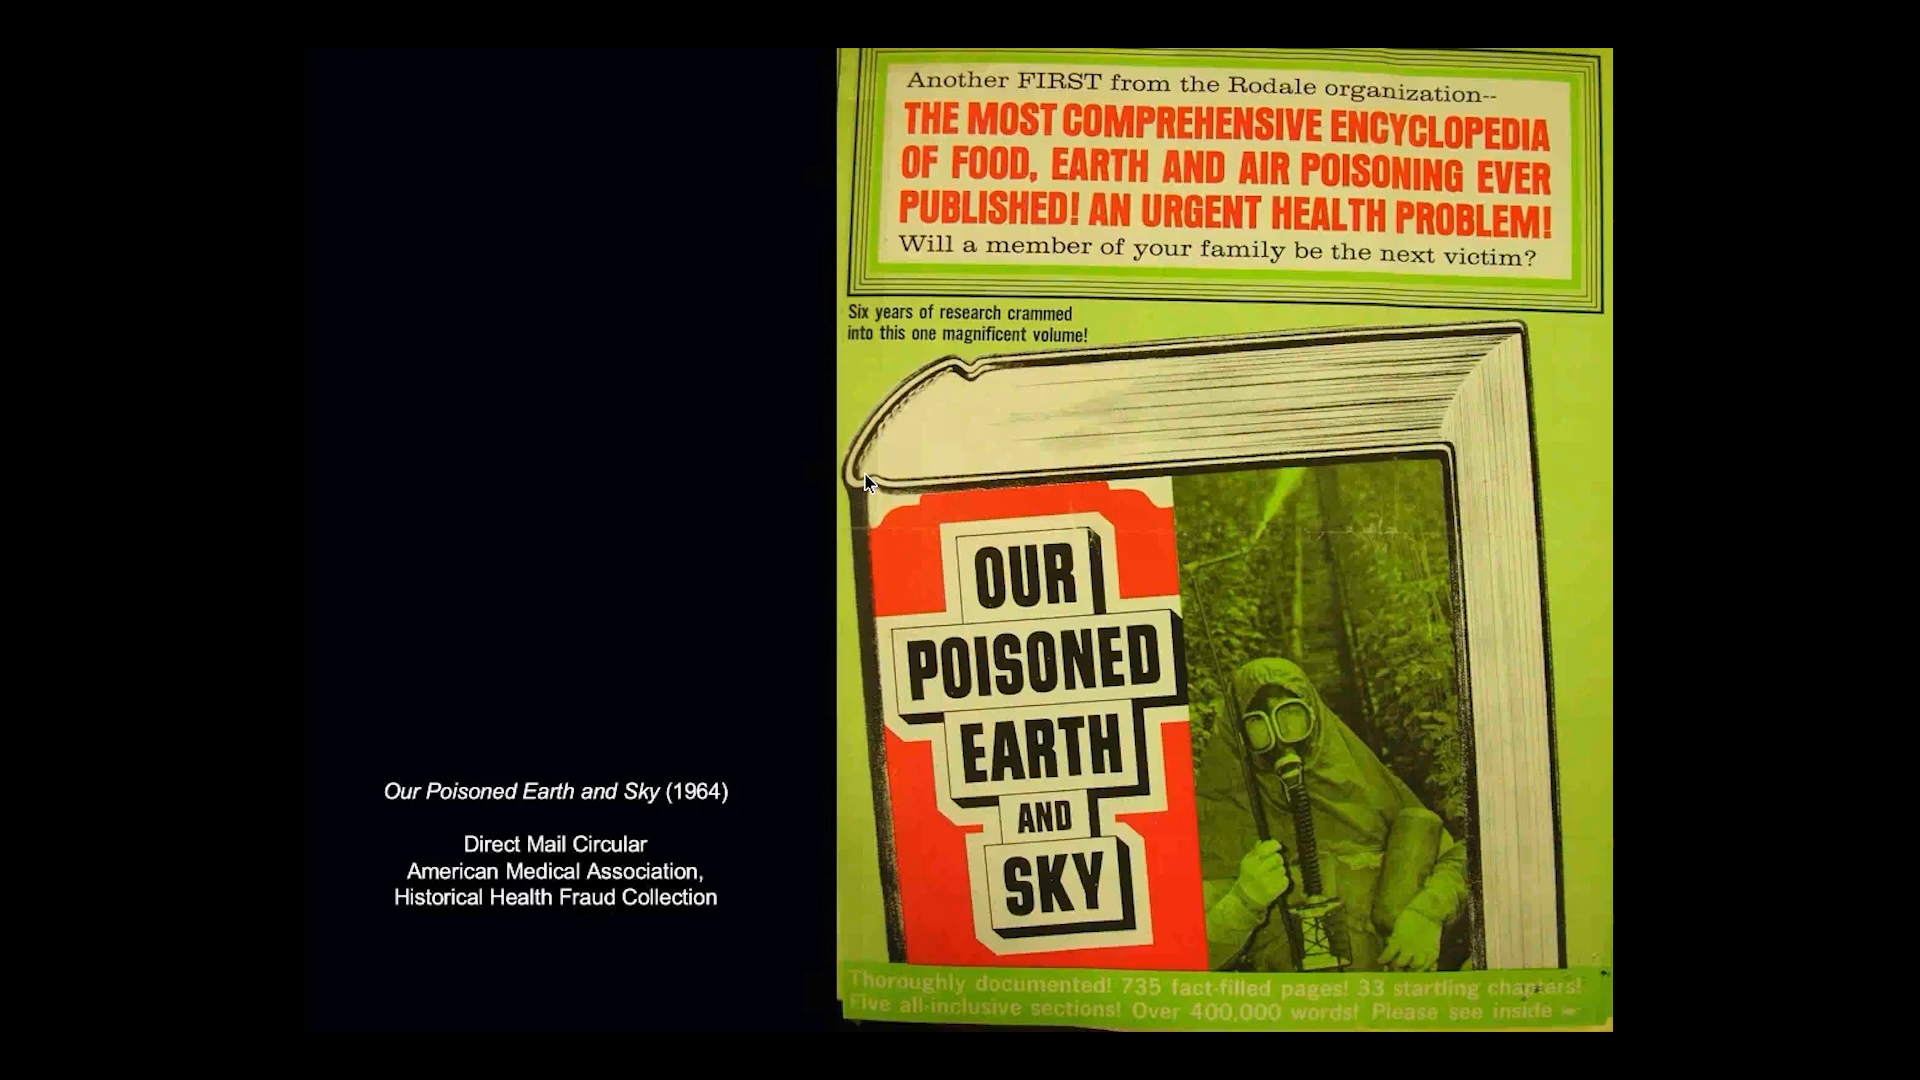 Another FIRST from the Rodale organization--
THE MOST COMPREHENSIVE ENCYCLOPEDIA
OF FOOD, EARTH AND AIR POISONING EVER
PUBLISHED! AN URGENT HEALTH PROBLEM!
Will a member of your family be the next victim?
Six years of research crammed
into this one magnificent volume!
OUR
POISONED
EARTH
AND
SKY
Thoroughly documented! 735 fact-filled pages! 33 startling chapters!
Five all-inclusive sections! Over 400,000 words! Please see inside
Our Poisoned Earth and Sky (1964)
Direct Mail Circular
American Medical Association,
Historical Health Fraud Collection